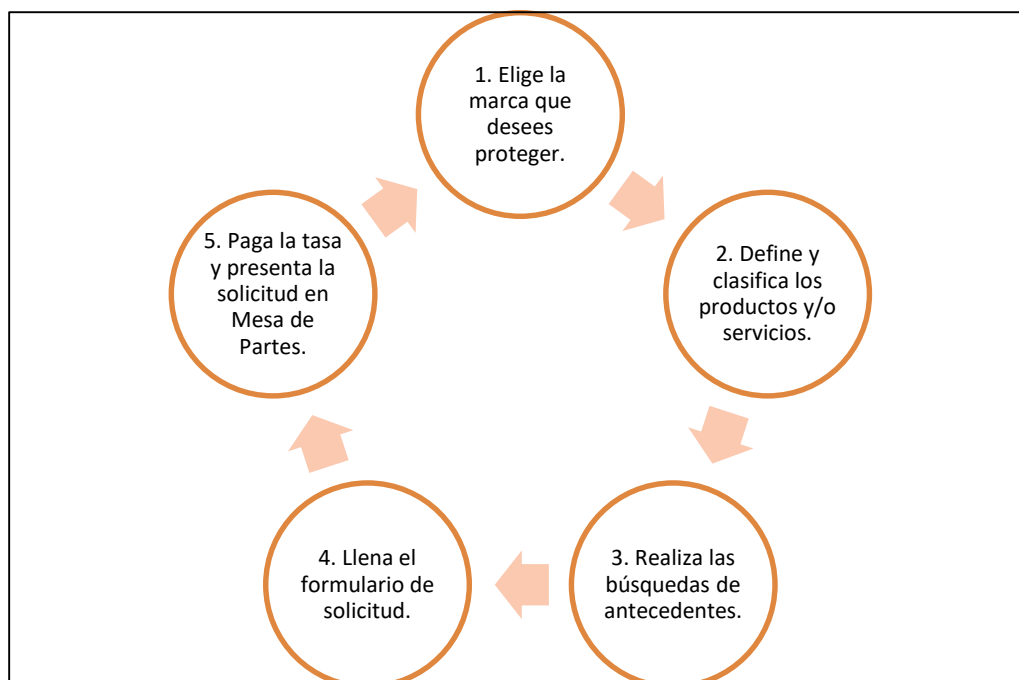 1. Elige la
marca que
desees
proteger.
2. Define y
clasifica los
productos y/o
servicios.
3. Realiza las
búsquedas de
antecedentes.
4. Llena el
formulario de
solicitud.
5. Paga la tasa
y presenta la
solicitud en
Mesa de
Partes.